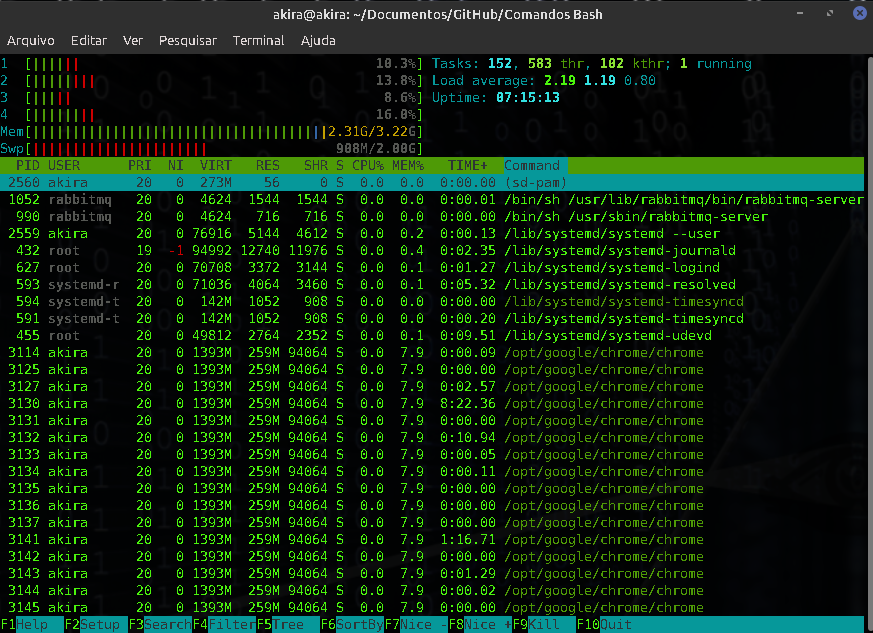 akira@akira: ~/Documentos/GitHub/Comandos Bash
Arquivo Editar Ver Pesquisar Terminal Ajuda
1 [||||||| 10.3%] Tasks: 152, 583 thr, 102 kthr; 1 running
2 [||||||||| 13.8%] Load average: 2.19 1.19 0.80
3 [|||||| 8.6%] Uptime: 07:15:13
4 [||||||||| 16.0%]
Mem[||||||||||||||||||||||||||||||||||||||2.31G/3.22G]
Swp[||||||||||||||||||||||| 908M/2.00G]
PID USER PRI NI VIRT RES SHR S CPU% MEM% TIME+ Command
2560 akira 20 0 273M 56 0 S 0.0 0.0 0:00.00 (sd-pam)
1052 rabbitmq 20 0 4624 1544 1544 S 0.0 0.0 0:00.01 /bin/sh /usr/lib/rabbitmq/bin/rabbitmq-server
990 rabbitmq 20 0 4624 716 716 S 0.0 0.0 0:00.00 /bin/sh /usr/sbin/rabbitmq-server
2559 akira 20 0 76916 5144 4612 S 0.0 0.2 0:00.13 /lib/systemd/systemd --user
432 root 19 -1 94992 12740 11976 S 0.0 0.4 0:02.35 /lib/systemd/systemd-journald
627 root 20 0 70708 3372 3144 S 0.0 0.1 0:01.27 /lib/systemd/systemd-logind
593 systemd-r 20 0 71036 4064 3460 S 0.0 0.1 0:05.32 /lib/systemd/systemd-resolved
594 systemd-t 20 0 142M 1052 908 S 0.0 0.0 0:00.00 /lib/systemd/systemd-timesyncd
591 systemd-t 20 0 142M 1052 908 S 0.0 0.0 0:00.20 /lib/systemd/systemd-timesyncd
455 root 20 0 49812 2764 2352 S 0.0 0.1 0:09.51 /lib/systemd/systemd-udevd
3114 akira 20 0 1393M 259M 94064 S 0.0 7.9 0:00.09 /opt/google/chrome/chrome
3125 akira 20 0 1393M 259M 94064 S 0.0 7.9 0:00.00 /opt/google/chrome/chrome
3127 akira 20 0 1393M 259M 94064 S 0.0 7.9 0:02.57 /opt/google/chrome/chrome
3130 akira 20 0 1393M 259M 94064 S 0.0 7.9 8:22.36 /opt/google/chrome/chrome
3131 akira 20 0 1393M 259M 94064 S 0.0 7.9 0:00.00 /opt/google/chrome/chrome
3132 akira 20 0 1393M 259M 94064 S 0.0 7.9 0:10.94 /opt/google/chrome/chrome
3133 akira 20 0 1393M 259M 94064 S 0.0 7.9 0:00.05 /opt/google/chrome/chrome
3134 akira 20 0 1393M 259M 94064 S 0.0 7.9 0:00.11 /opt/google/chrome/chrome
3135 akira 20 0 1393M 259M 94064 S 0.0 7.9 0:00.00 /opt/google/chrome/chrome
3136 akira 20 0 1393M 259M 94064 S 0.0 7.9 0:00.00 /opt/google/chrome/chrome
3137 akira 20 0 1393M 259M 94064 S 0.0 7.9 0:00.00 /opt/google/chrome/chrome
3141 akira 20 0 1393M 259M 94064 S 0.0 7.9 1:16.71 /opt/google/chrome/chrome
3142 akira 20 0 1393M 259M 94064 S 0.0 7.9 0:00.00 /opt/google/chrome/chrome
3143 akira 20 0 1393M 259M 94064 S 0.0 7.9 0:01.29 /opt/google/chrome/chrome
3144 akira 20 0 1393M 259M 94064 S 0.0 7.9 0:00.02 /opt/google/chrome/chrome
3145 akira 20 0 1393M 259M 94064 S 0.0 7.9 0:00.00 /opt/google/chrome/chrome
F1Help F2Setup F3SearchF4FilterF5Tree F6SortByF7Nice -F8Nice +F9Kill F10Quit